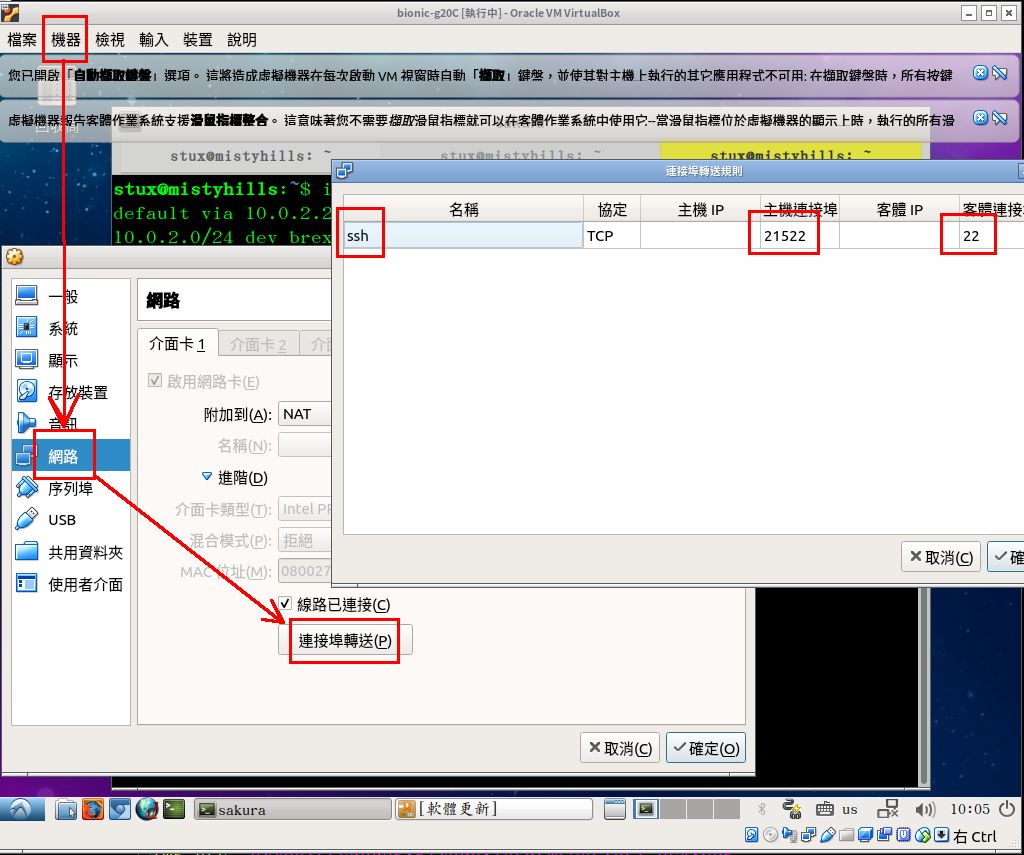 bionic-g20C [執行中] - Oracle VM VirtualBox
檔案 機器 檢視 輸入 裝置 說明
您已開啟「自動擷取鍵盤」選項。 這將造成虛擬機器在每次啟動 VM 視窗時自動「擷取」鍵盤，並使其對主機上執行的其它應用程式不可用: 在擷取鍵盤時，所有按鍵
虛擬機器報告客體作業系統支援滑鼠指標整合。 這意味著您不需要擷取滑鼠指標就可以在客體作業系統中使用它--當滑鼠指標位於虛擬機器的顯示上時，執行的所有滑
stux@mistyhills: ~ stux@mistyhills: ~ stux@mistyhills: ~
stux@mistyhills:~$ i
default via 10.0.2.2
10.0.2.0/24 dev brex
連接埠轉送規則
名稱 協定 主機 IP 主機連接埠 客體 IP 客體連接埠
ssh TCP 21522 22
取消(C) 確
一般
系統
顯示
存放裝置
音訊
網路
序列埠
USB
共用資料夾
使用者介面
網路
介面卡 1 介面卡 2 介面
啟用網路卡(E)
附加到(A): NAT
名稱(N):
進階(D)
介面卡類型(T): Intel PR
混合模式(P): 拒絕
MAC 位址(M): 080027
線路已連接(C)
連接埠轉送(P)
取消(C) 確定(O)
sakura [軟體更新] us 10:05
右 Ctrl